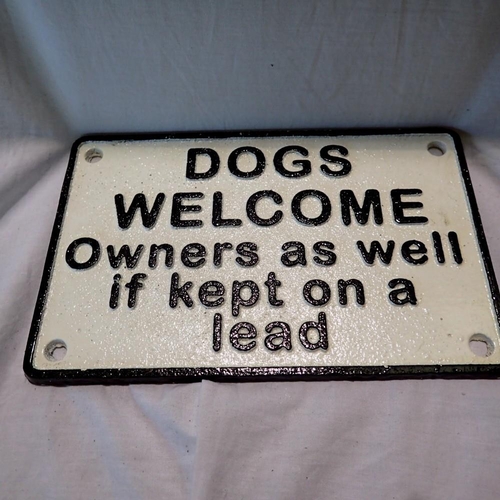 DOGS
WELCOME
Owners as well
if kept on a
lead